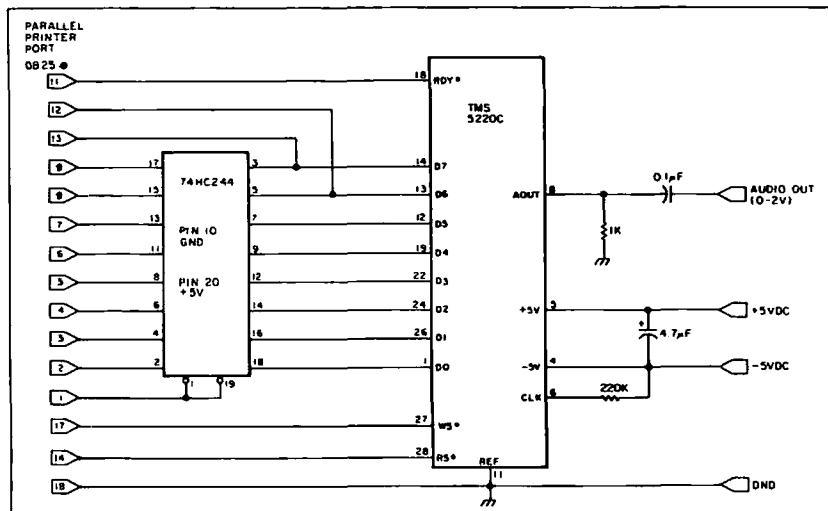 PARALLEL
PRINTER
PORT
DB25
11
18
RDY*
TMS
5220C
12
13
9
17
3
14
D7
74HC244
8
15
5
13
D6
AOUT
8
0.1µF
AUDIO OUT
(0-2V)
7
13
7
12
D5
1K
PIN 10
GND
6
11
9
19
D4
5
8
12
22
D3
PIN 20
+5V
4
6
14
24
D2
+5V
5
+5VDC
3
4
16
26
D1
+
4.7µF
2
2
18
1
D0
-5V
4
-5VDC
1
1
19
220K
CLK
6
17
27
WS*
14
28
RS*
REF
11
18
DND